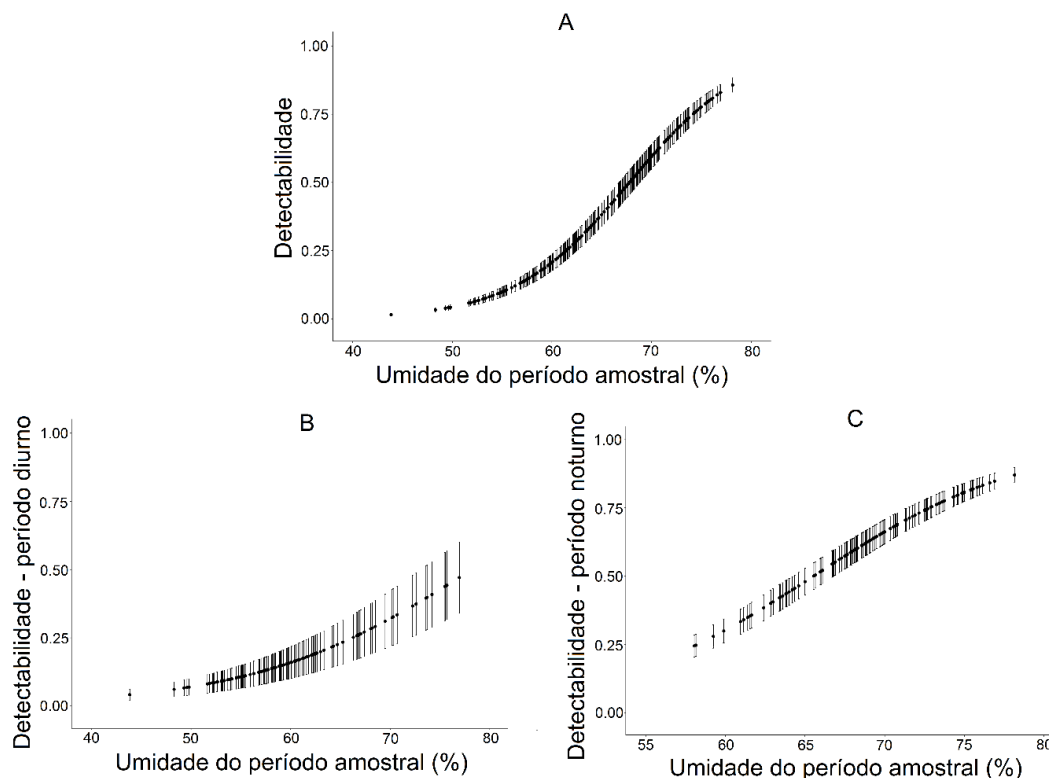 A
Detectabilidade
1.00
0.75
0.50
0.25
0.00
40 50 60 70 80
Umidade do período amostral (%)
B
Detectabilidade - período diurno
1.00
0.75
0.50
0.25
0.00
40 50 60 70 80
Umidade do período amostral (%)
C
Detectabilidade - período noturno
1.00
0.75
0.50
0.25
0.00
55 60 65 70 75 80
Umidade do período amostral (%)